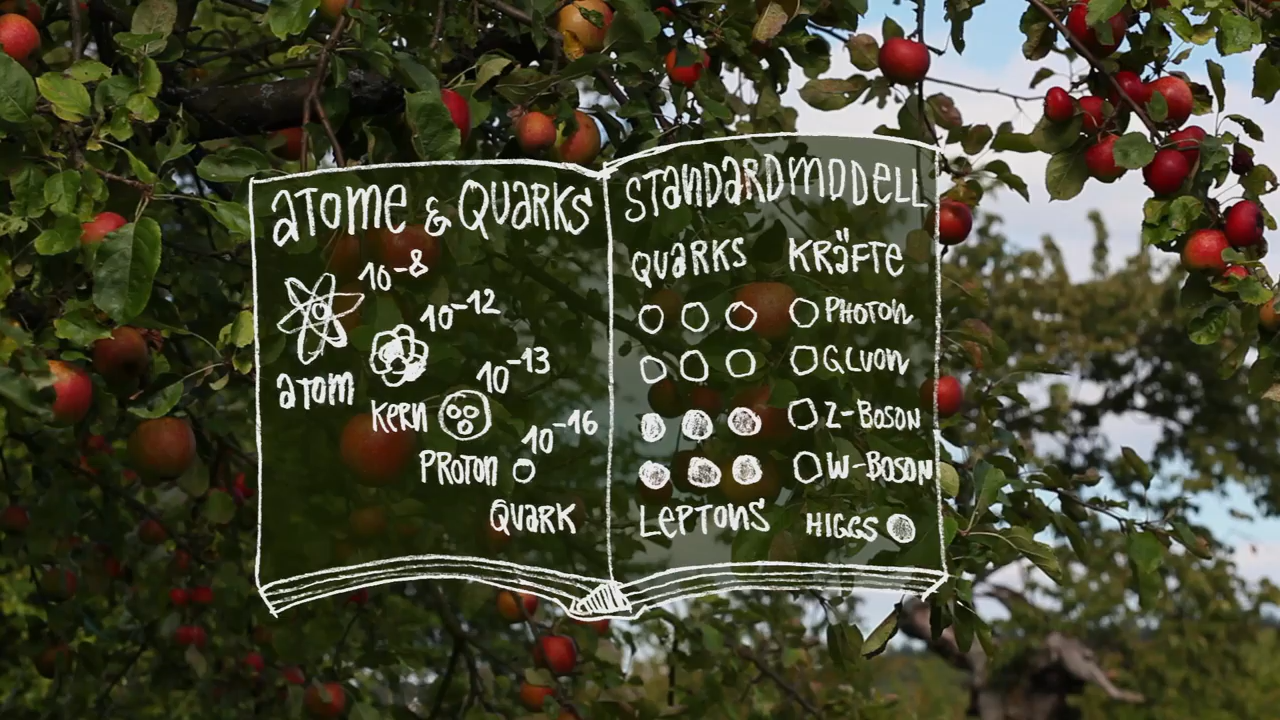 ATOME & QUARKS
10⁻⁸
ATOM
10⁻¹²
KERN
10⁻¹³
PROTON
10⁻¹⁶
QUARK
STANDARDMODELL
QUARKS KRÄFTE
PHOTON
GLUON
Z-BOSON
W-BOSON
LEPTONS HIGGS